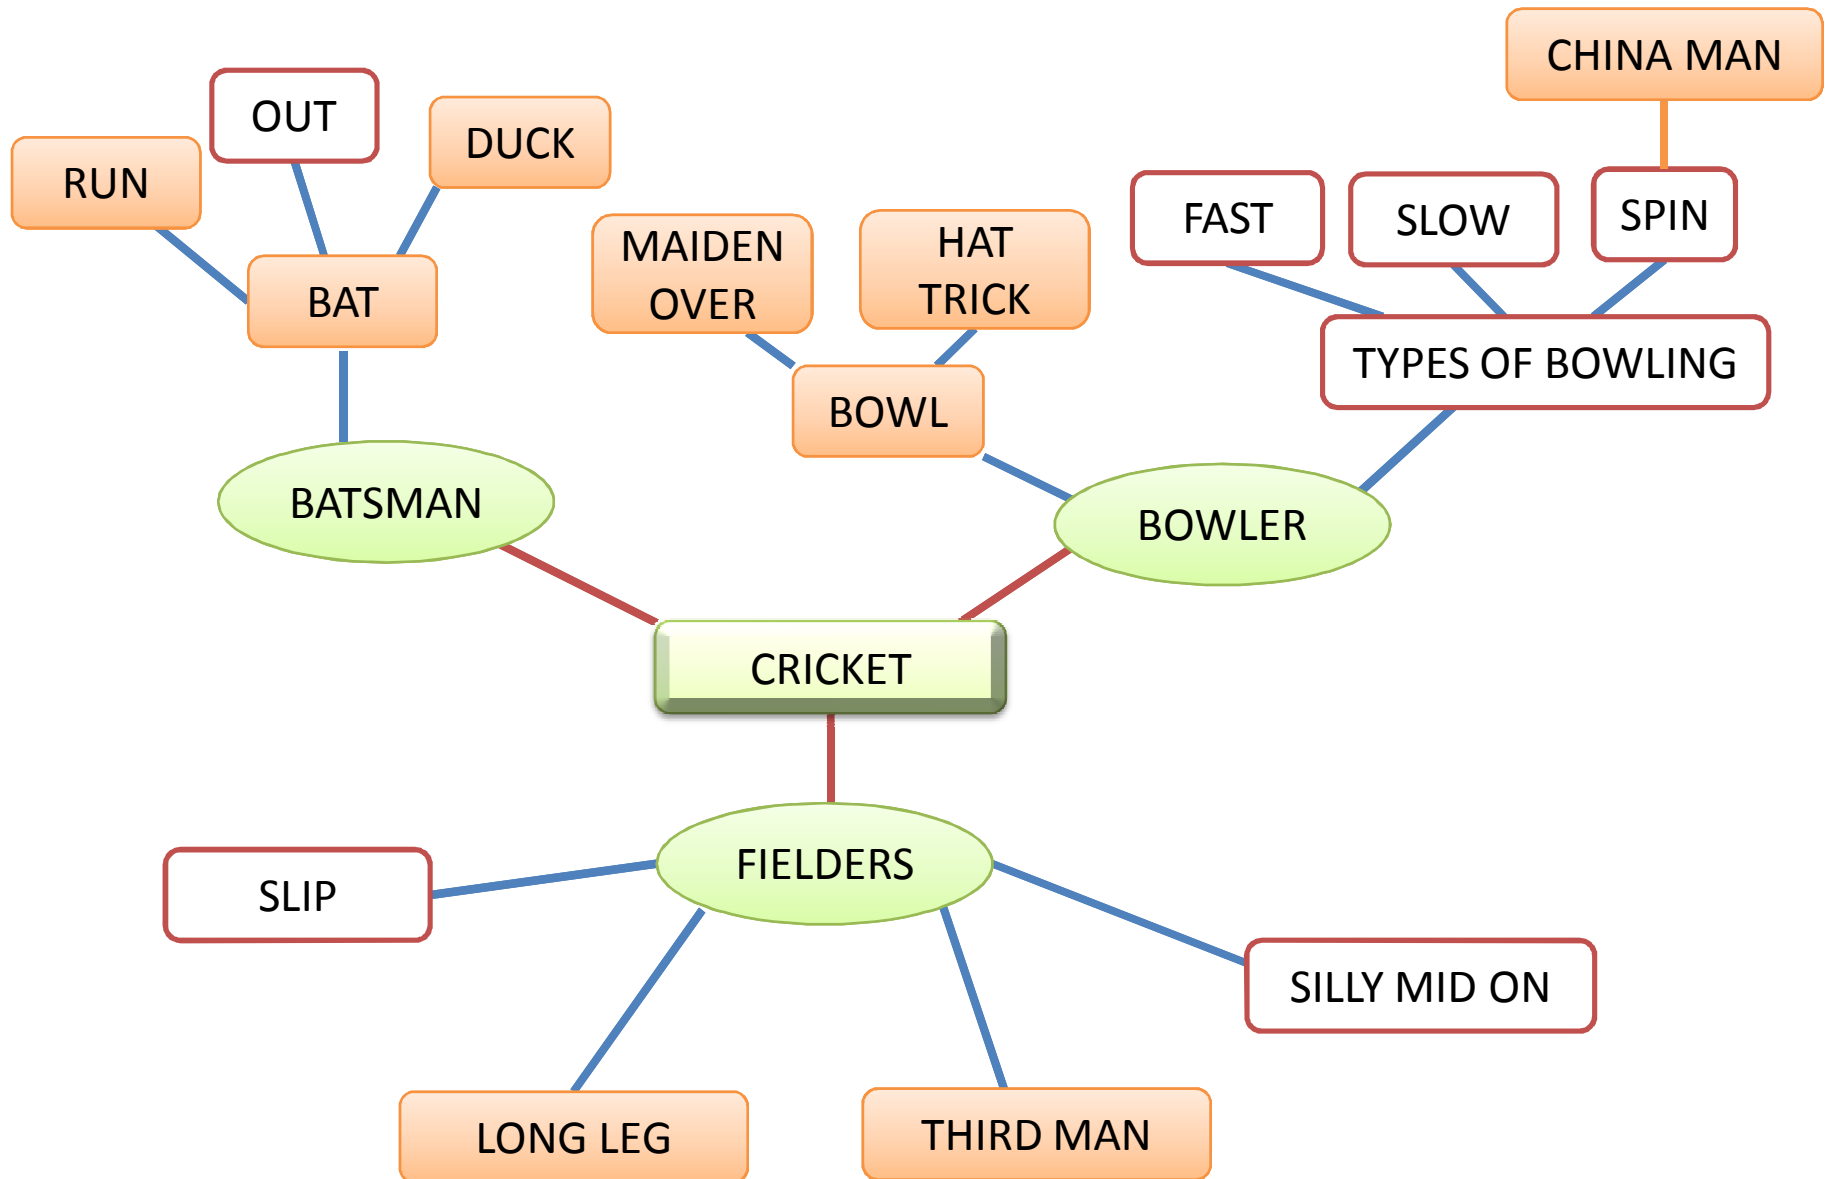 CHINA MAN
OUT
DUCK
RUN
FAST
SLOW
SPIN
MAIDEN
OVER
HAT
TRICK
BAT
TYPES OF BOWLING
BOWL
BATSMAN
BOWLER
CRICKET
FIELDERS
SLIP
SILLY MID ON
LONG LEG
THIRD MAN